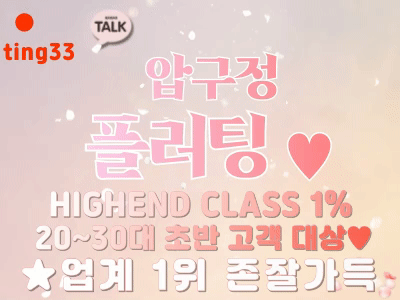 TALK
ting33
압구정
플러팅 ♥
HIGHEND CLASS 1%
20~30대 초반 고객 대상♥
★업계 1위 존잘가득